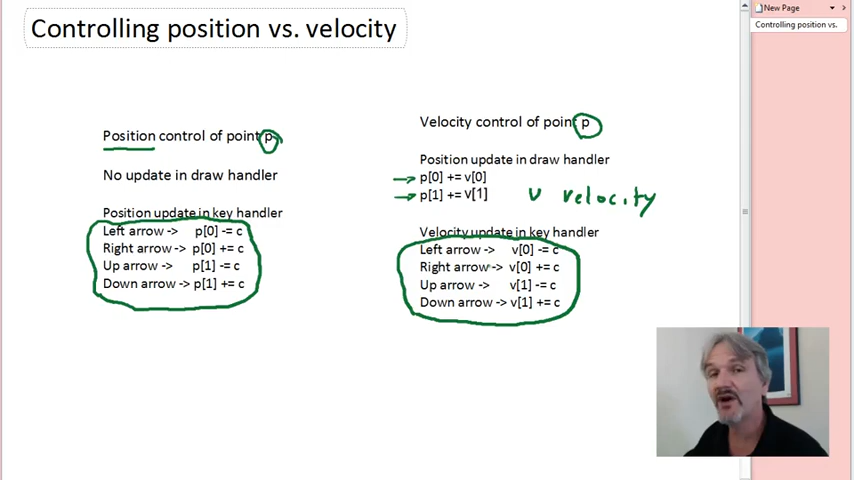 Controlling position vs. velocity
New Page
Controlling position vs.
Position control of point p
No update in draw handler
Position update in key handler
Left arrow -> p[0] -= c
Right arrow-> p[0] += c
Up arrow -> p[1] -= c
Down arrow -> p[1] += c
Velocity control of point p
Position update in draw handler
p[0] += v[0]
p[1] += v[1]
v velocity
Velocity update in key handler
Left arrow -> v[0] -= c
Right arrow-> v[0] += c
Up arrow -> v[1] -= c
Down arrow -> v[1] += c